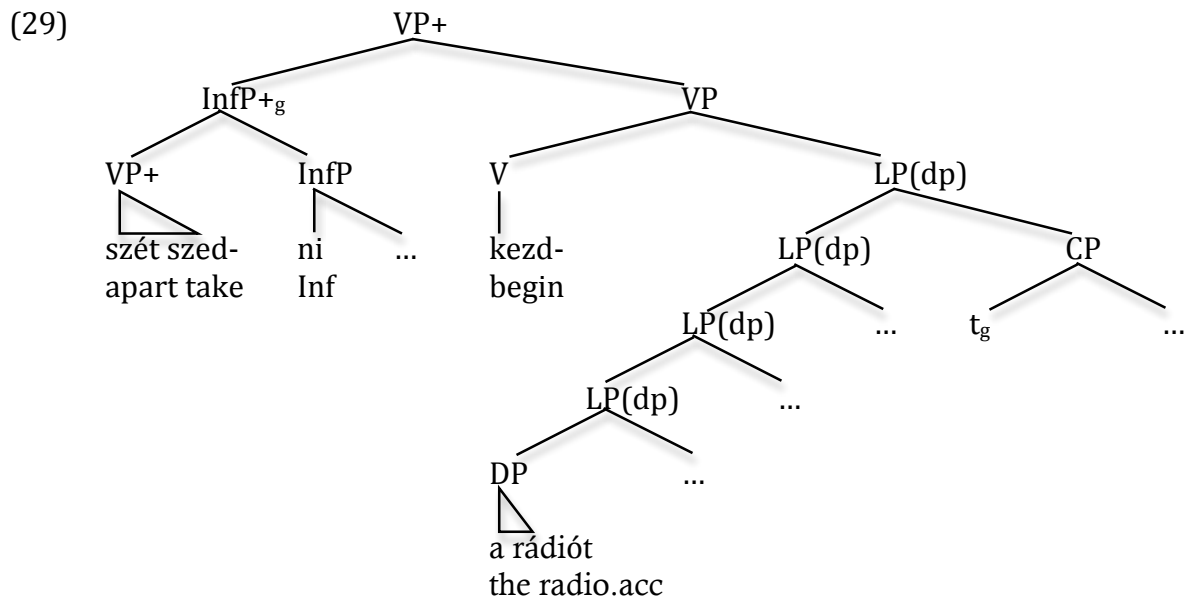 (29) VP+
InfP+g VP
VP+ InfP V LP(dp)
szét szed- ni ... kezd- LP(dp) CP
apart take Inf begin
LP(dp) ... tg ...
LP(dp) ...
DP ...
a rádiót
the radio.acc